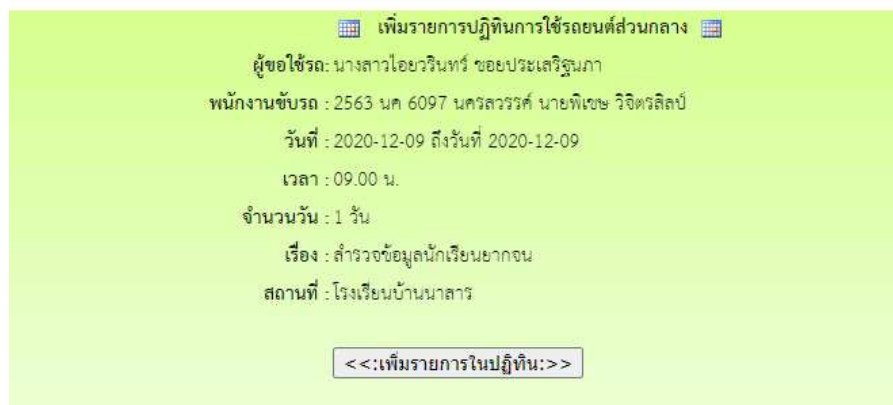 เพิ่มรายการปฏิทินการใช้รถยนต์ส่วนกลาง
ผู้ขอใช้รถ: นางสาวไอยวรินทร์ ซอยประเสริฐนภา
พนักงานขับรถ : 2563 นค 6097 นครสวรรค์ นายพิเชษ วิจิตรศิลป์
วันที่ : 2020-12-09 ถึงวันที่ 2020-12-09
เวลา : 09.00 น.
จำนวนวัน : 1 วัน
เรื่อง : สำรวจข้อมูลนักเรียนยากจน
สถานที่ : โรงเรียนบ้านนาสาร
<<:เพิ่มรายการในปฏิทิน:>>